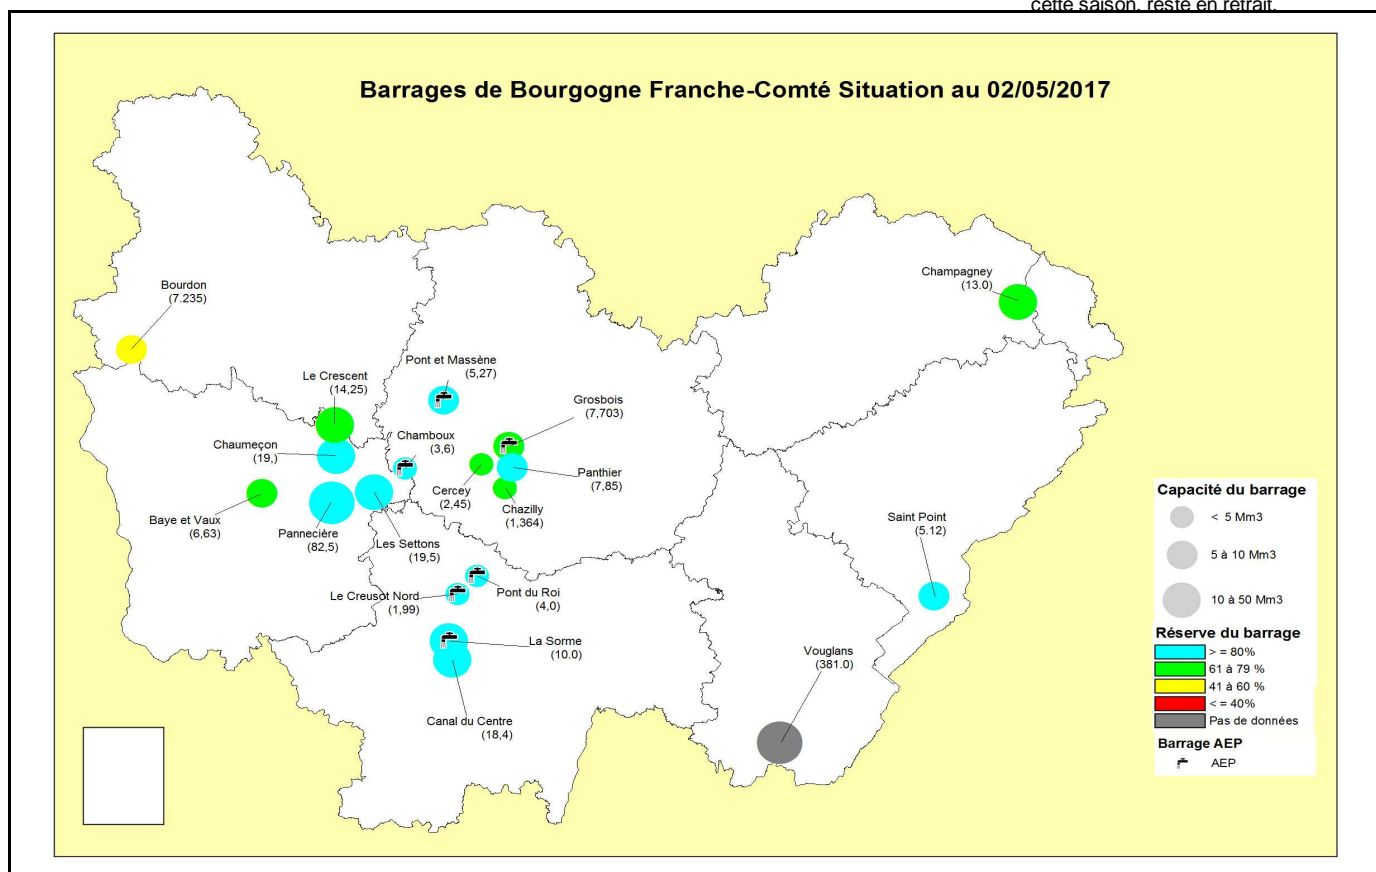 cette saison, reste en retrait.
Barrages de Bourgogne Franche-Comté Situation au 02/05/2017
Bourdon
(7.235)
Champagney
(13.0)
Pont et Massène
(5,27)
Le Crescent
(14,25)
Grosbois
(7,703)
Chaumeçon
(19,)
Chamboux
(3,6)
Panthier
(7,85)
Cercey
(2,45)
Chazilly
(1,364)
Baye et Vaux
(6,63)
Pannecière
(82,5)
Les Settons
(19,5)
Saint Point
(5.12)
Le Creusot Nord
(1,99)
Pont du Roi
(4,0)
La Sorme
(10.0)
Vouglans
(381.0)
Canal du Centre
(18,4)
Capacité du barrage
< 5 Mm3
5 à 10 Mm3
10 à 50 Mm3
Réserve du barrage
> = 80%
61 à 79 %
41 à 60 %
< = 40%
Pas de données
Barrage AEP
AEP